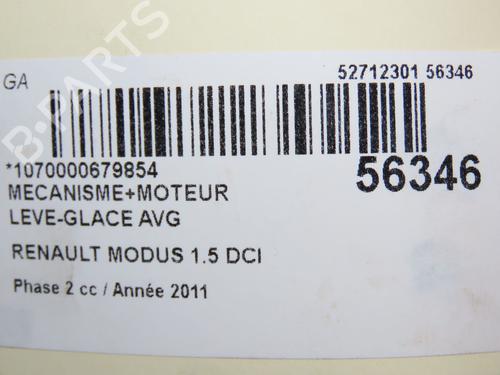 GA
52712301 56346
*1070000679854
56346
MECANISME+MOTEUR
LEVE-GLACE AVG
RENAULT MODUS 1.5 DCI
Phase 2 cc / Année 2011
B-PARTS